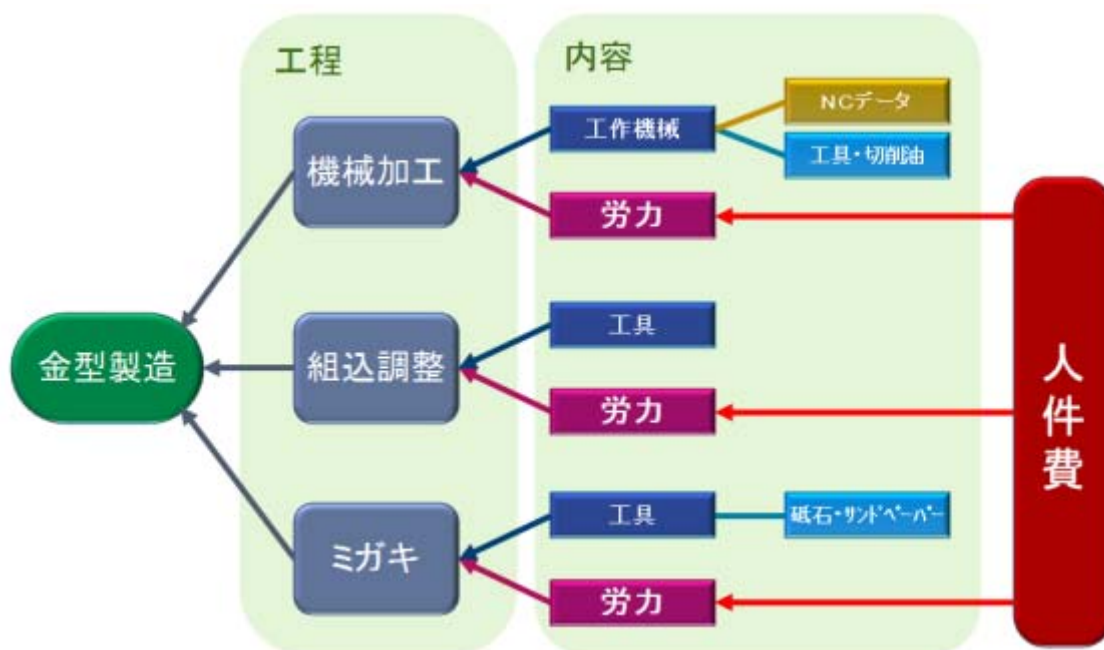 工程
内容
機械加工
工作機械
NCデータ
工具・切削油
労力
金型製造
組込調整
工具
労力
ミガキ
工具
砥石・サンドペーパー
労力
人件費